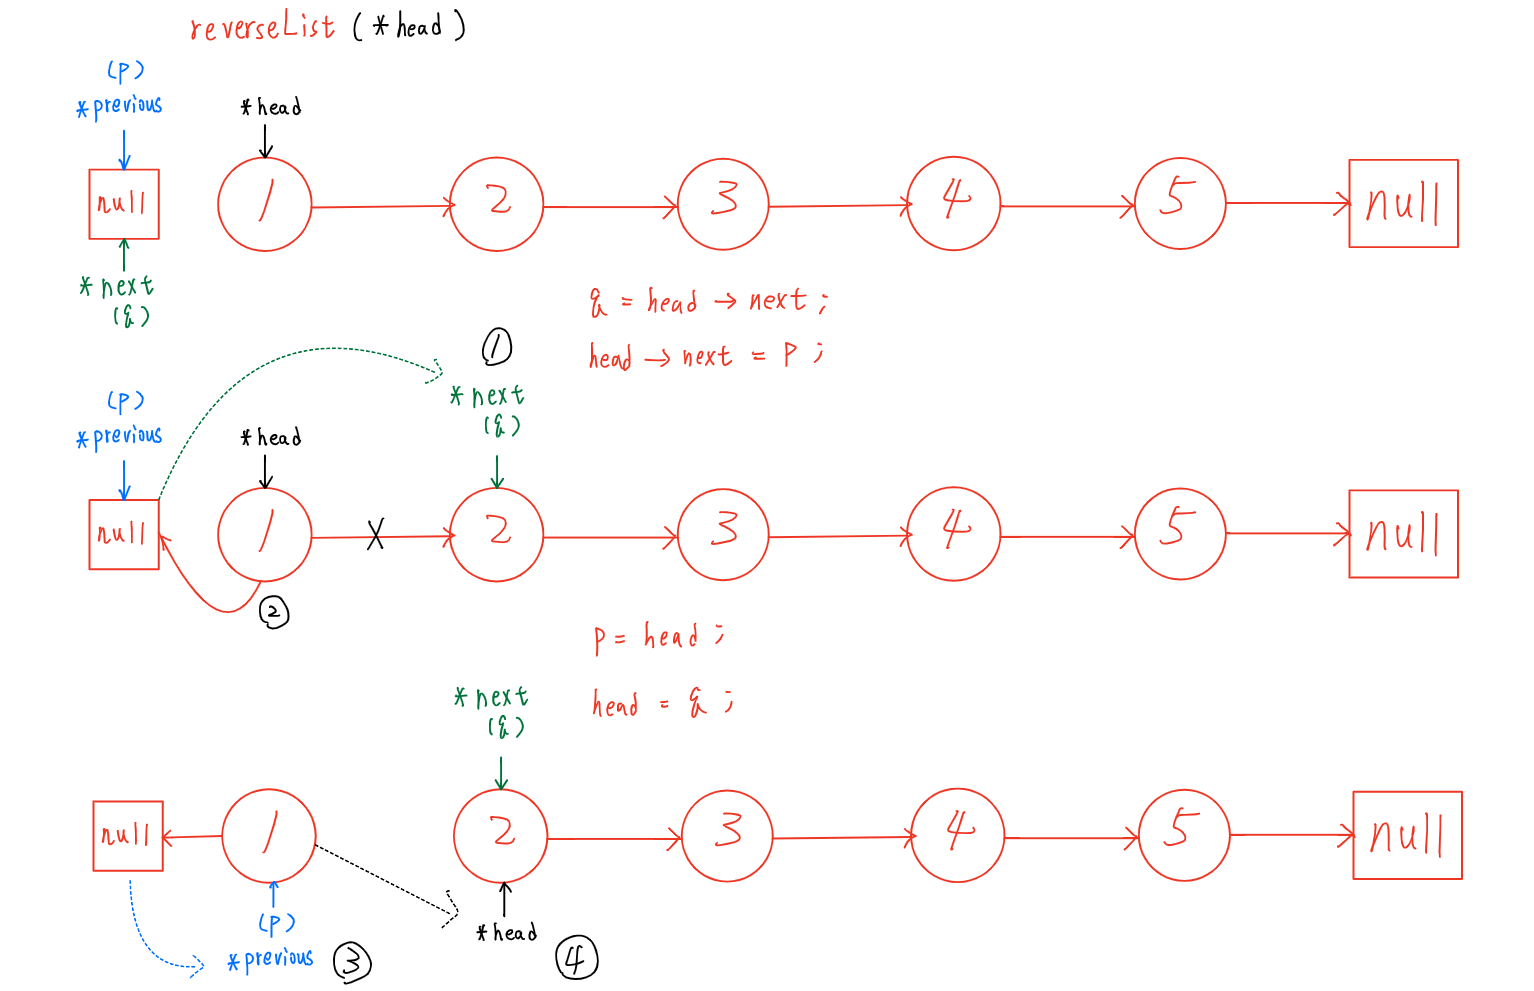 reverseList (*head)
(p)
*previous
*head
null
1
2
3
4
5
null
*next
(q)
q = head → next ;
head → next = p ;
①
*next
(q)
(p)
*previous
*head
null
1
X
2
3
4
5
null
②
p = head ;
head = q ;
*next
(q)
null
1
2
3
4
5
null
(p)
*previous
③
*head
④